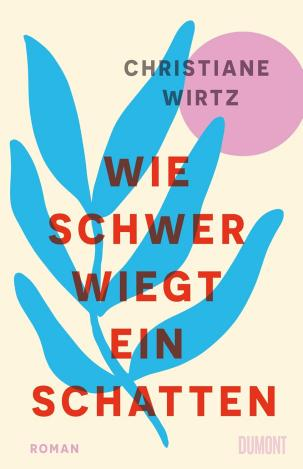 CHRISTIANE
WIRTZ
WIE
SCHWER
WIEGT
EIN
SCHATTEN
ROMAN
DUMONT